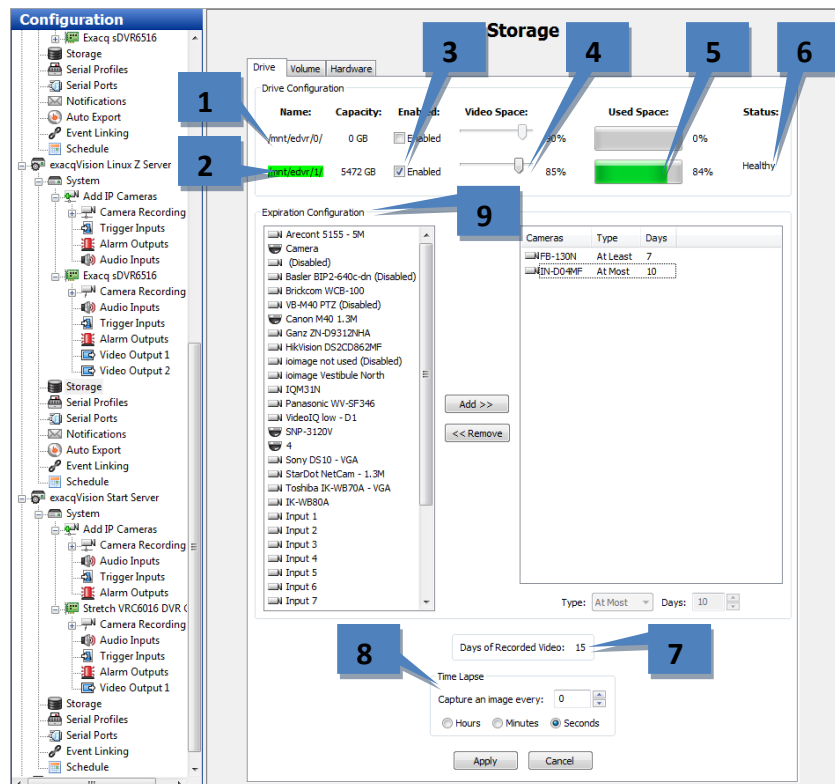 Configuration
Exacq sDVR6516
Storage
Serial Profiles
Serial Ports
Notifications
Auto Export
Event Linking
Schedule
exacqVision Linux Z Server
System
Add IP Cameras
Camera Recording
Trigger Inputs
Alarm Outputs
Audio Inputs
Exacq sDVR6516
Camera Recording
Audio Inputs
Trigger Inputs
Alarm Outputs
Video Output 1
Video Output 2
Storage
Serial Profiles
Serial Ports
Notifications
Auto Export
Event Linking
Schedule
exacqVision Start Server
System
Add IP Cameras
Camera Recording
Audio Inputs
Trigger Inputs
Alarm Outputs
Stretch VRC6016 DVR C
Camera Recording
Audio Inputs
Trigger Inputs
Alarm Outputs
Video Output 1
Storage
Serial Profiles
Serial Ports
Event Linking
Schedule
Storage
3 4 5 6
Drive Volume Hardware
Drive Configuration
1
Name: Capacity: Enabled: Video Space: Used Space: Status:
/mnt/edvr/0/ 0 GB Enabled 90% 0%
2
/mnt/edvr/1/ 5472 GB Enabled 85% 84% Healthy
Expiration Configuration
9
Arecont 5155 - 5M
Camera
(Disabled)
Basler BIP2-640c-dn (Disabled)
Brickcom WCB-100
VB-M40 PTZ (Disabled)
Canon M40 1.3M
Ganz ZN-D9312NHA
HikVision DS2CD862MF
ioimage not used (Disabled)
ioimage Vestibule North
IQM31N
Panasonic WV-SF346
VideoIQ low - D1
SNP-3120V
4
Sony DS10 - VGA
StarDot NetCam - 1.3M
Toshiba IK-WB70A - VGA
IK-WB80A
Input 1
Input 2
Input 3
Input 4
Input 5
Input 6
Input 7
Add >>
<< Remove
Cameras Type Days
FB-130N At Least 7
IN-D04MF At Most 10
Type: At Most Days: 10
Days of Recorded Video: 15
7
8
Time Lapse
Capture an image every: 0
Hours Minutes Seconds
Apply Cancel